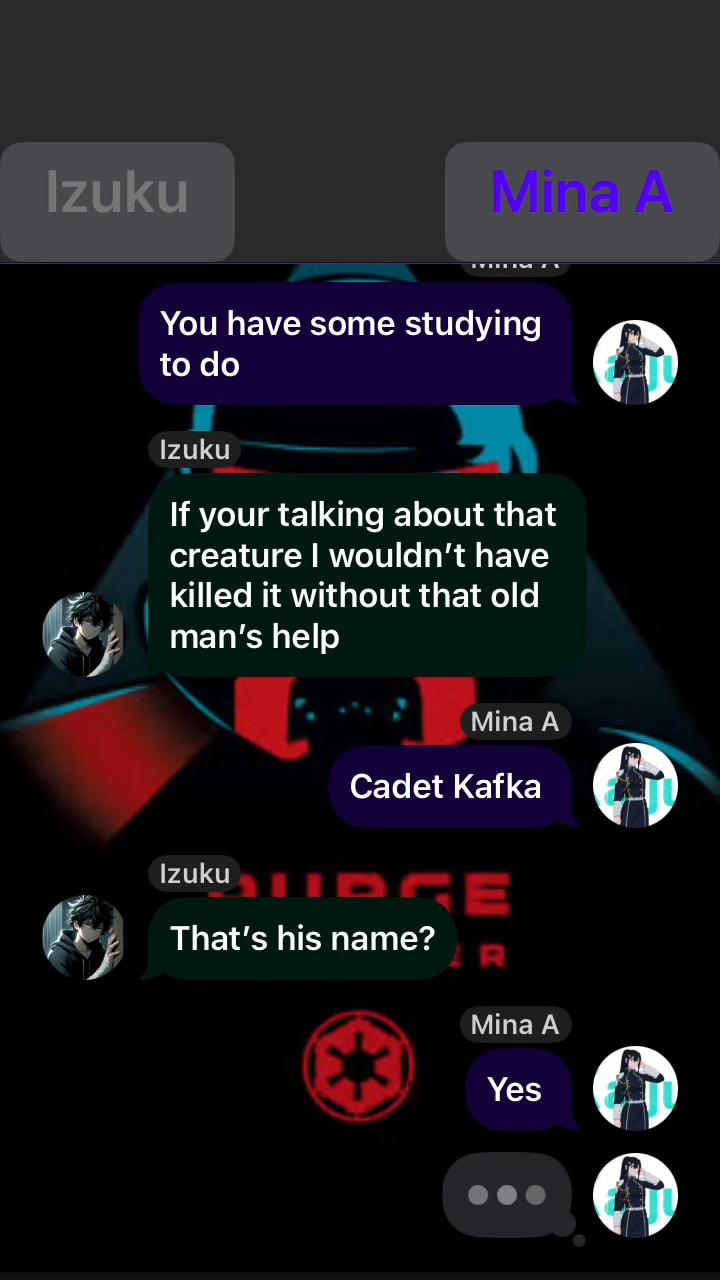 Izuku
Mina A
Mina A
You have some studying
to do
Izuku
If your talking about that
creature I wouldn’t have
killed it without that old
man’s help
Mina A
Cadet Kafka
Izuku
That’s his name?
Mina A
Yes